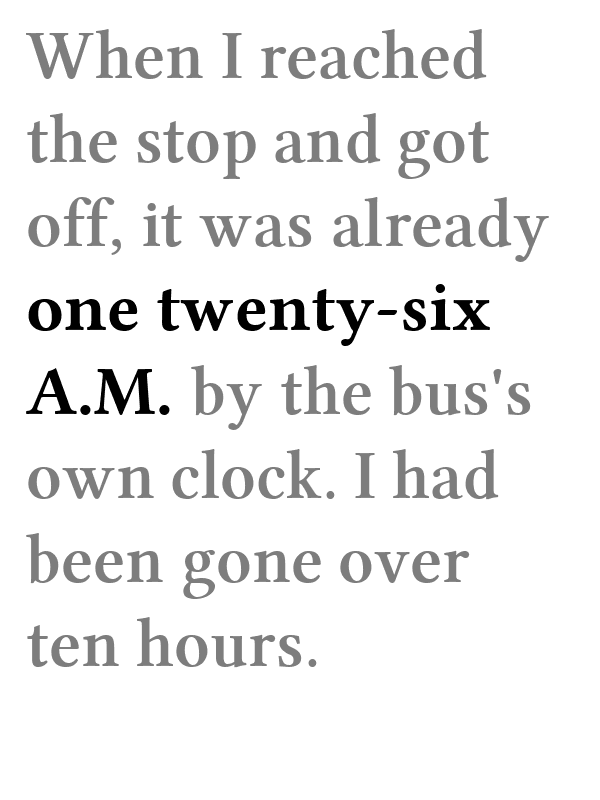 When I reached
the stop and got
off, it was already
one twenty-six
A.M. by the bus's
own clock. I had
been gone over
ten hours.